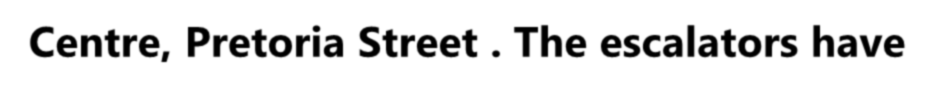 Centre, Pretoria Street . The escalators have